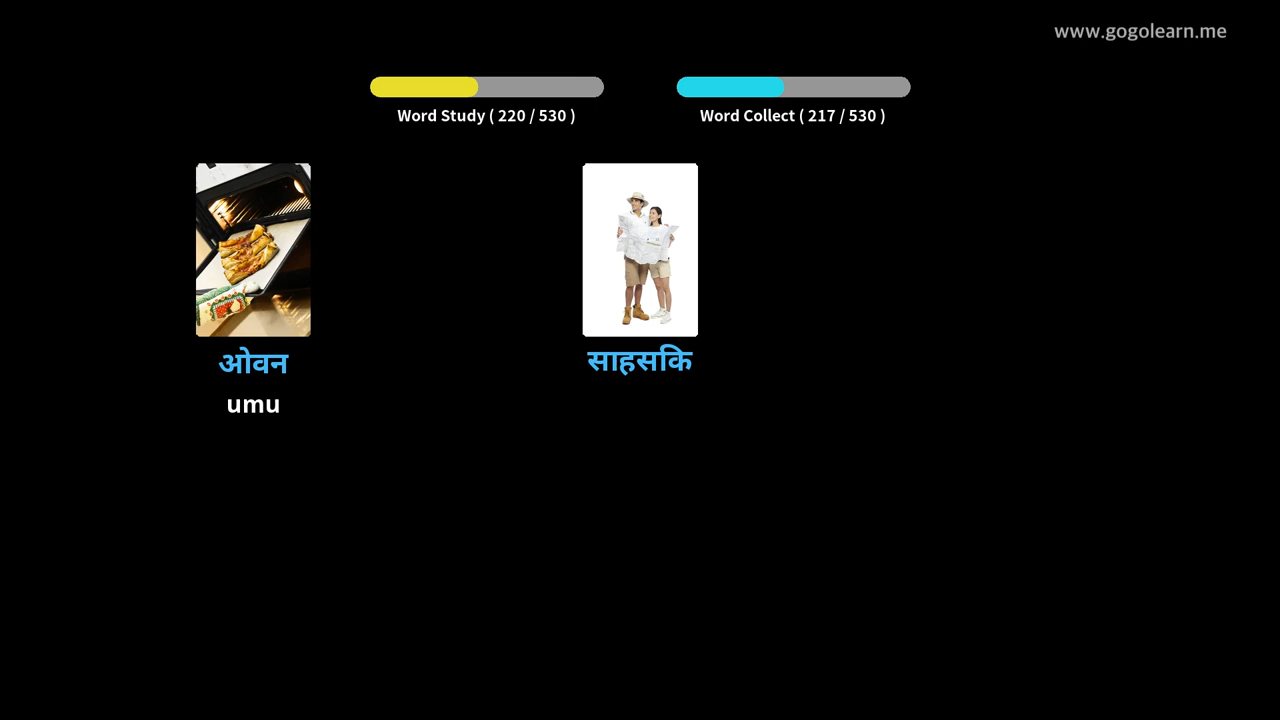 www.gogolearn.me
Word Study ( 220 / 530 )
Word Collect ( 217 / 530 )
ओवन
साहसकि
umu